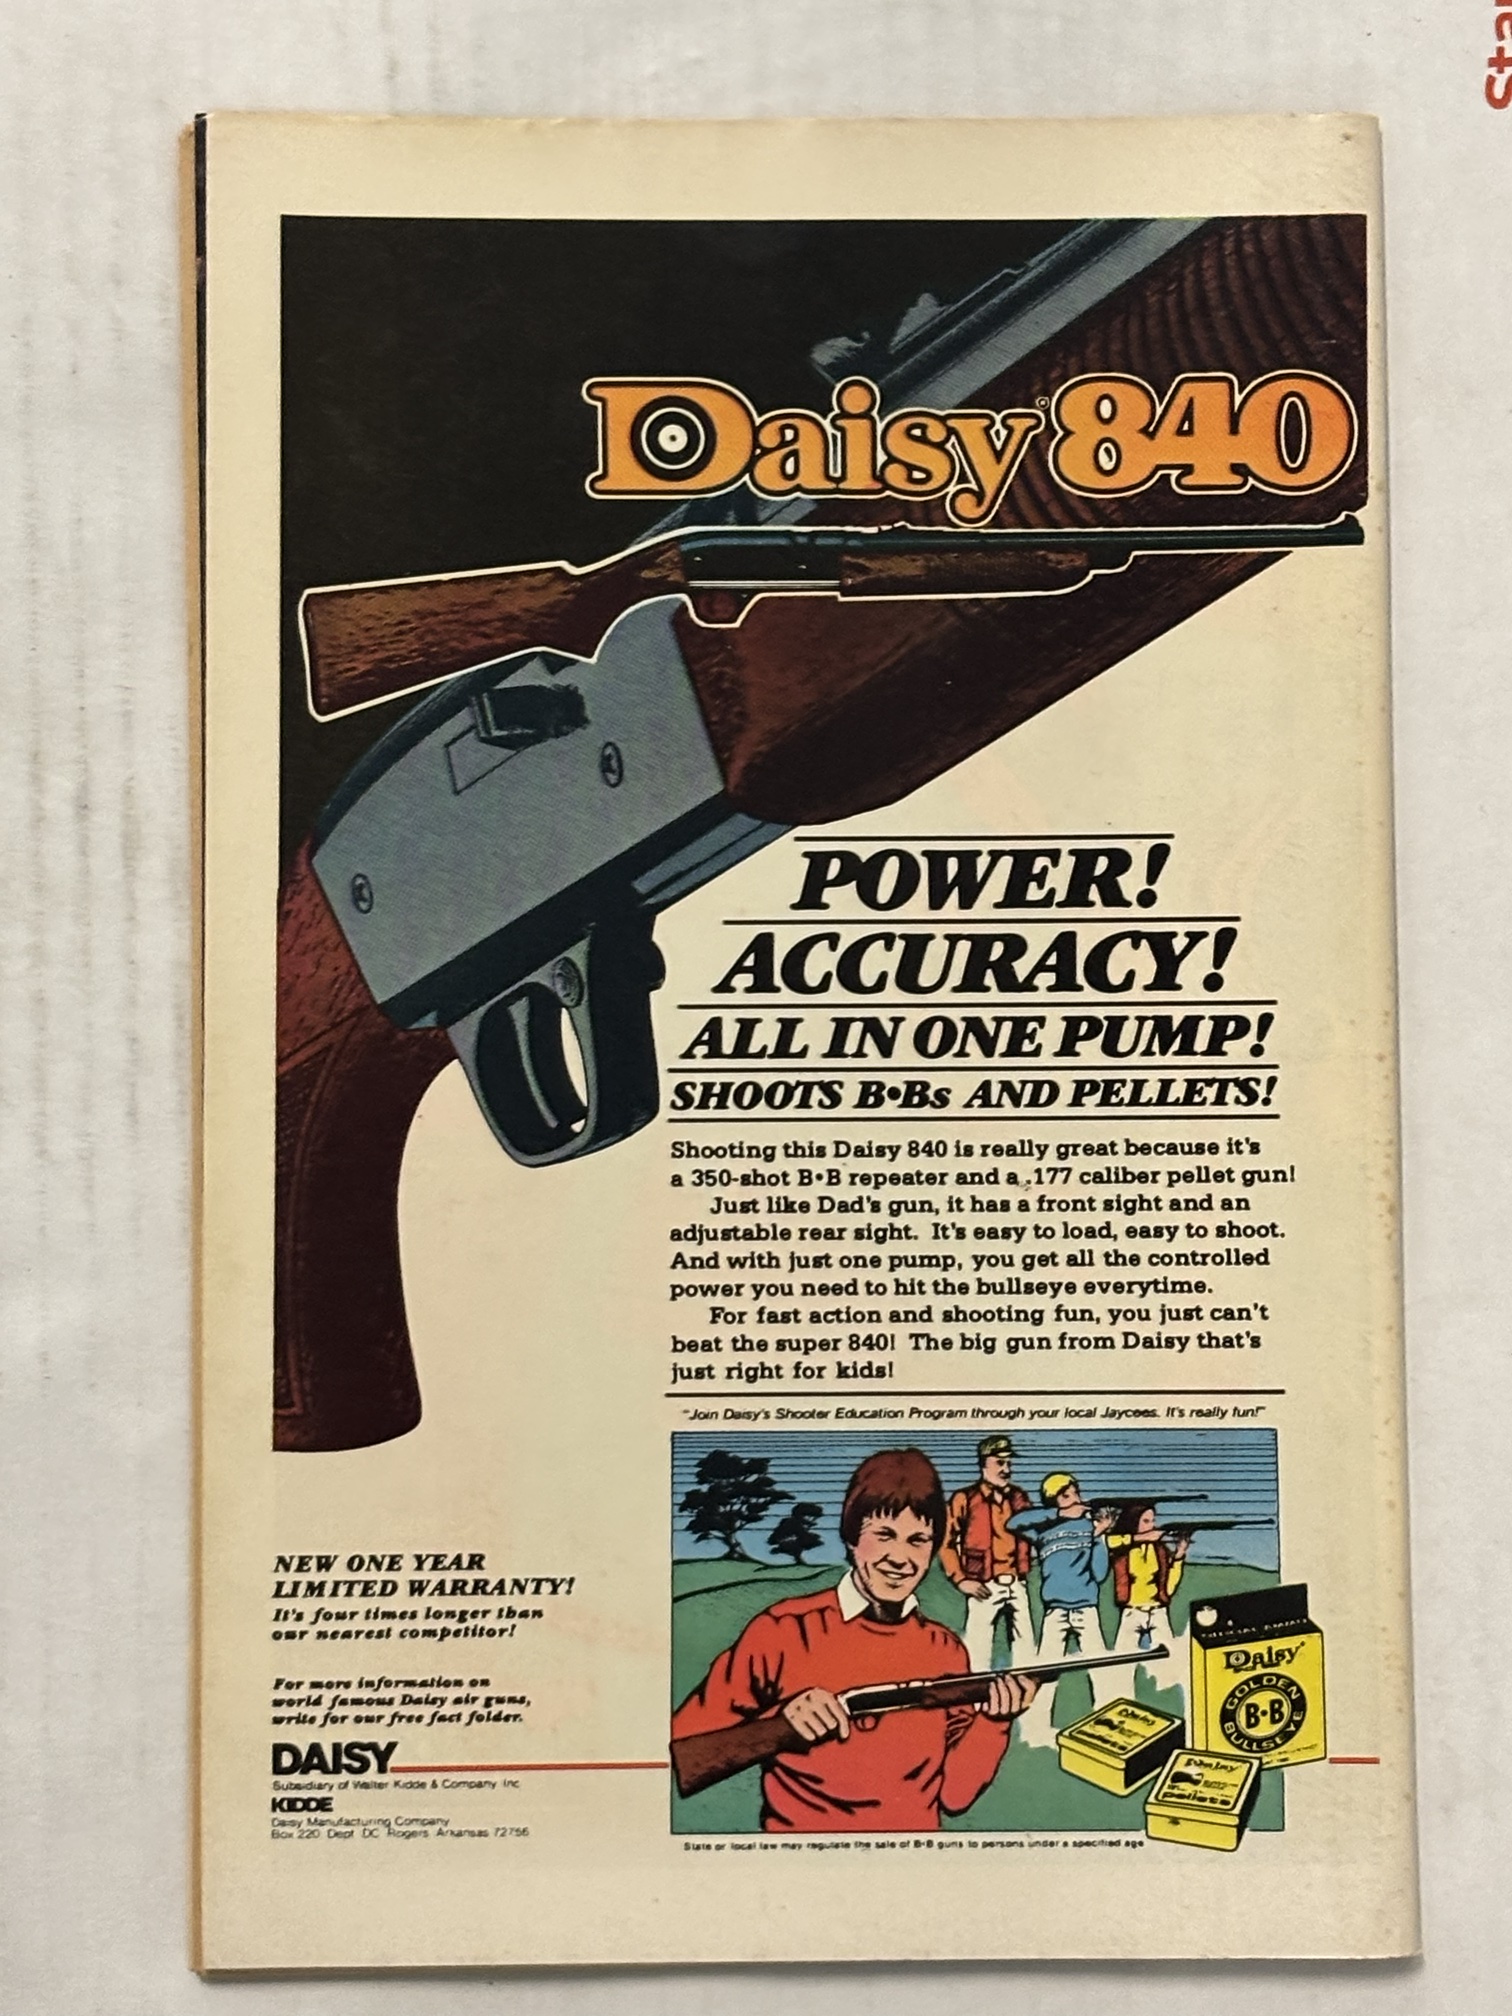 sta
Daisy® 840
POWER!
ACCURACY!
ALL IN ONE PUMP!
SHOOTS B•Bs AND PELLETS!
Shooting this Daisy 840 is really great because it's
a 350-shot B•B repeater and a .177 caliber pellet gun!
Just like Dad's gun, it has a front sight and an
adjustable rear sight. It's easy to load, easy to shoot.
And with just one pump, you get all the controlled
power you need to hit the bullseye everytime.
For fast action and shooting fun, you just can't
beat the super 840! The big gun from Daisy that's
just right for kids!
"Join Daisy's Shooter Education Program through your local Jaycees. It's really fun!"
NEW ONE YEAR
LIMITED WARRANTY!
It's four times longer than
our nearest competitor!
For more information on
world famous Daisy air guns,
write for our free fact folder.
DAISY
Subsidiary of Walter Kidde & Company Inc
KIDDE
Daisy Manufacturing Company
Box 220 Dept DC Rogers Arkansas 72756
Daisy
GOLDEN
B•B
BULLSEYE
Daisy
pellets
Daisy
pellets
State or local law may regulate the sale of B•B guns to persons under a specified age